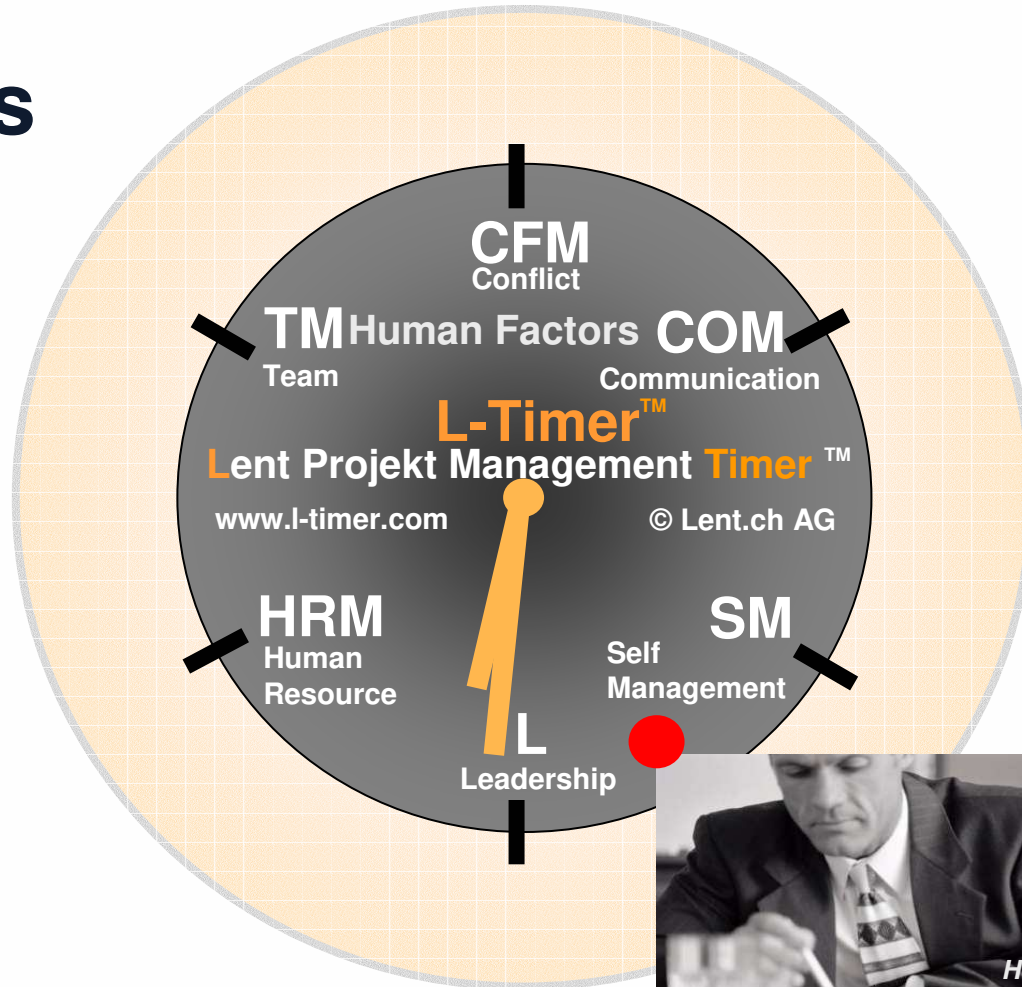 s
CFM
Conflict
TM Human Factors COM
Team Communication
L-Timer™
Lent Projekt Management Timer ™
www.l-timer.com © Lent.ch AG
HRM SM
Human Self
Resource Management
L
Leadership
H